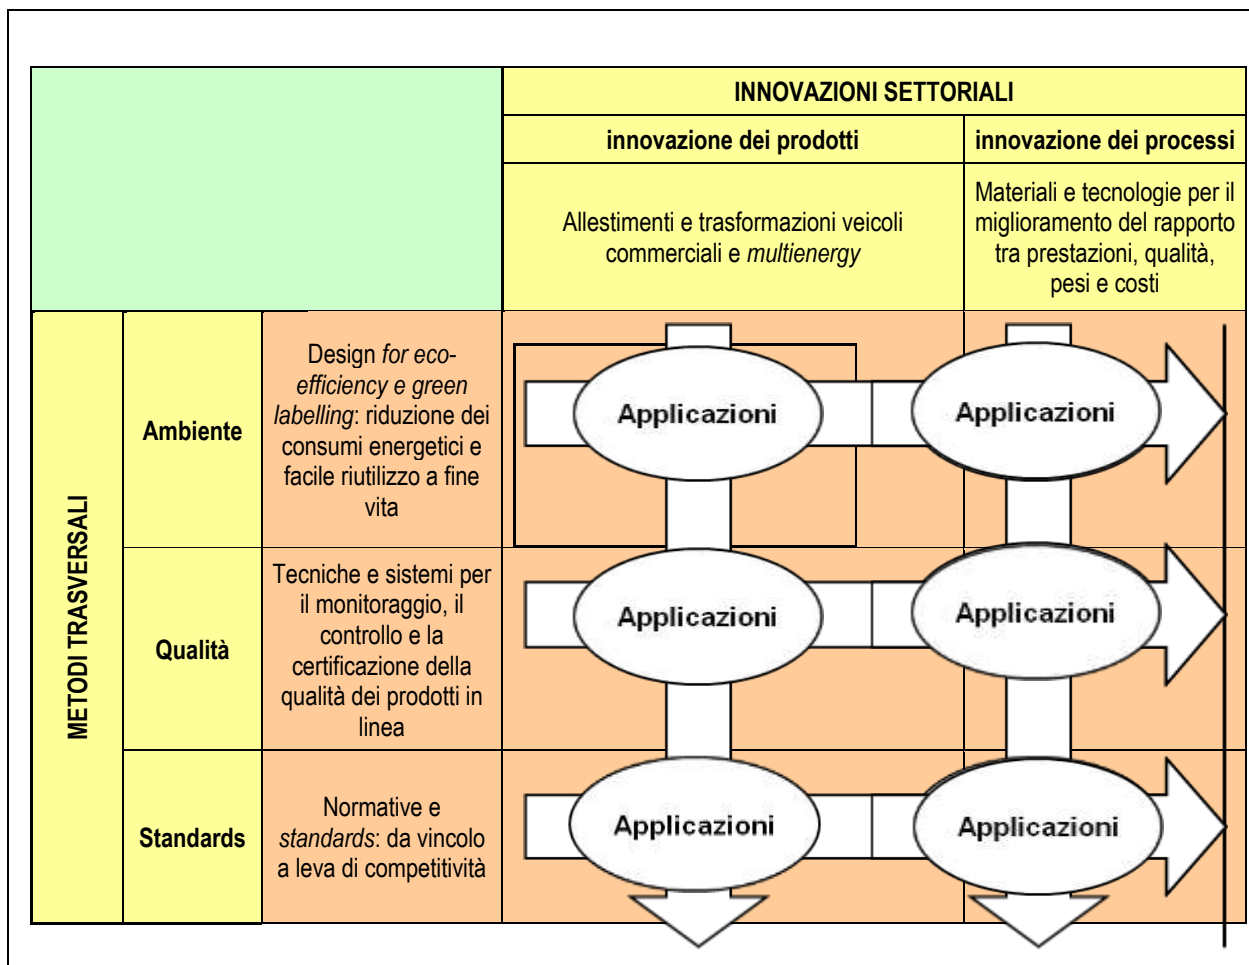 INNOVAZIONI SETTORIALI
innovazione dei prodotti
innovazione dei processi
Allestimenti e trasformazioni veicoli
commerciali e multienergy
Materiali e tecnologie per il
miglioramento del rapporto
tra prestazioni, qualità,
pesi e costi
METODI TRASVERSALI
Ambiente
Design for eco-
efficiency e green
labelling: riduzione dei
consumi energetici e
facile riutilizzo a fine
vita
Applicazioni
Applicazioni
Qualità
Tecniche e sistemi per
il monitoraggio, il
controllo e la
certificazione della
qualità dei prodotti in
linea
Applicazioni
Applicazioni
Standards
Normative e
standards: da vincolo
a leva di competitività
Applicazioni
Applicazioni